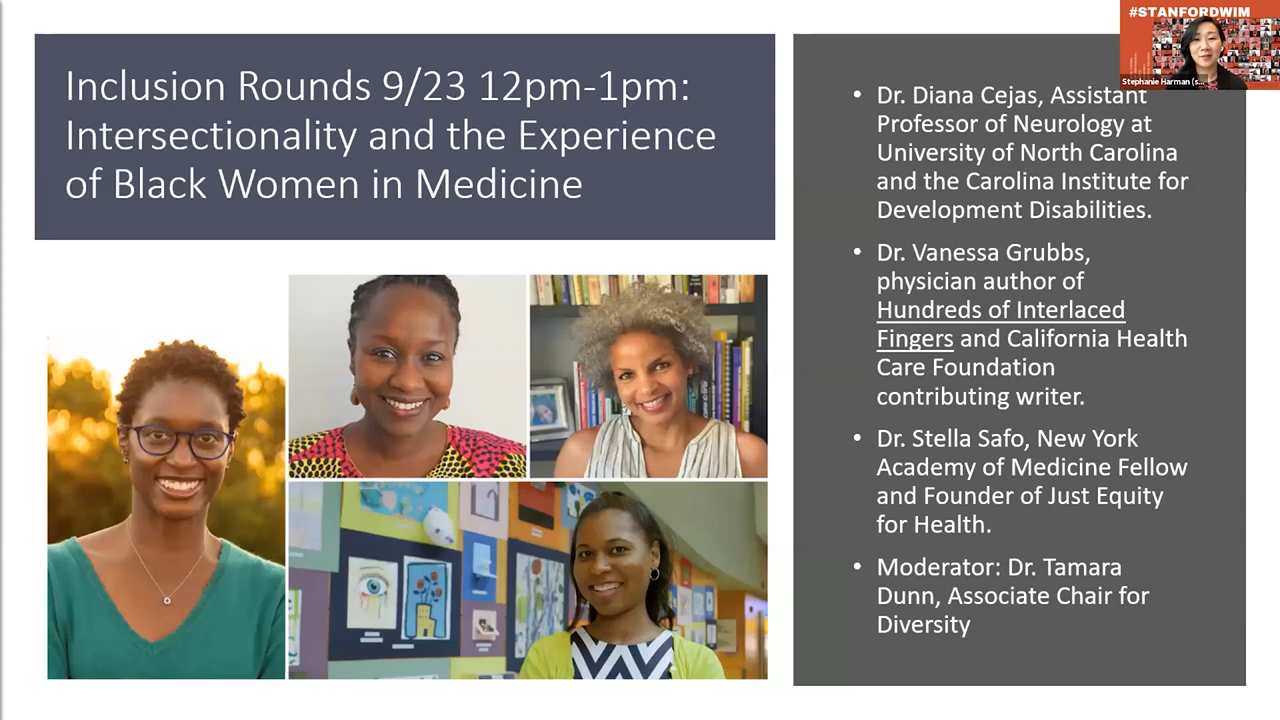 #STANFORDWIM
Stephanie Harman (s...
Inclusion Rounds 9/23 12pm-1pm:
Intersectionality and the Experience
of Black Women in Medicine
• Dr. Diana Cejas, Assistant
Professor of Neurology at
University of North Carolina
and the Carolina Institute for
Development Disabilities.
• Dr. Vanessa Grubbs,
physician author of
Hundreds of Interlaced
Fingers and California Health
Care Foundation
contributing writer.
• Dr. Stella Safo, New York
Academy of Medicine Fellow
and Founder of Just Equity
for Health.
• Moderator: Dr. Tamara
Dunn, Associate Chair for
Diversity